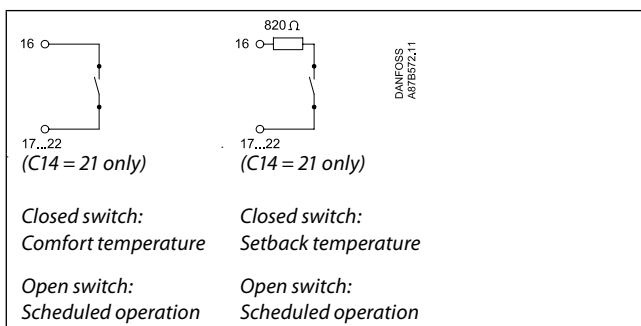 820 Ω
16
16
DANFOSS
A87B572.11
17...22
17...22
(C14 = 21 only)
(C14 = 21 only)
Closed switch:
Comfort temperature
Closed switch:
Setback temperature
Open switch:
Scheduled operation
Open switch:
Scheduled operation